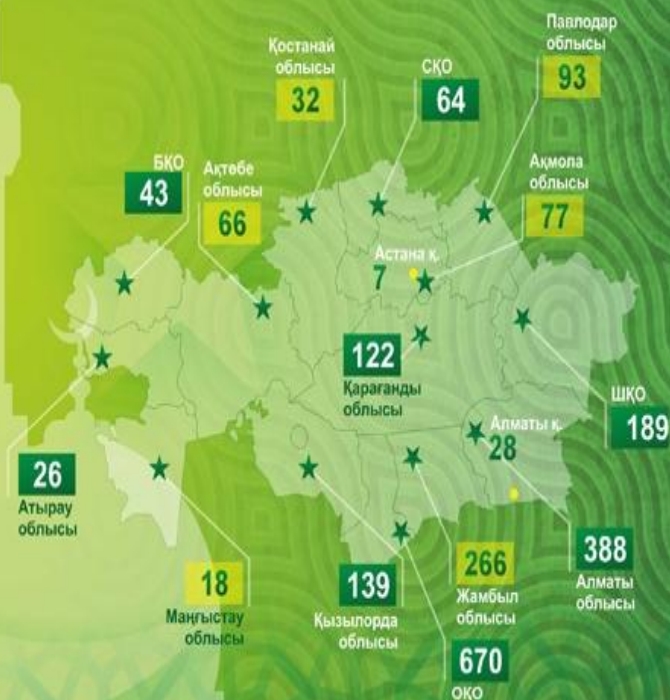 Павлодар
облысы
93
Қостанай
облысы
32
СҚО
64
БҚО
43
Ақтөбе
облысы
66
Ақмола
облысы
77
Астана қ.
7
122
Қарағанды
облысы
ШҚО
189
Алматы қ.
28
26
Атырау
облысы
18
Маңғыстау
облысы
139
Қызылорда
облысы
266
Жамбыл
облысы
388
Алматы
облысы
670
ОҚО